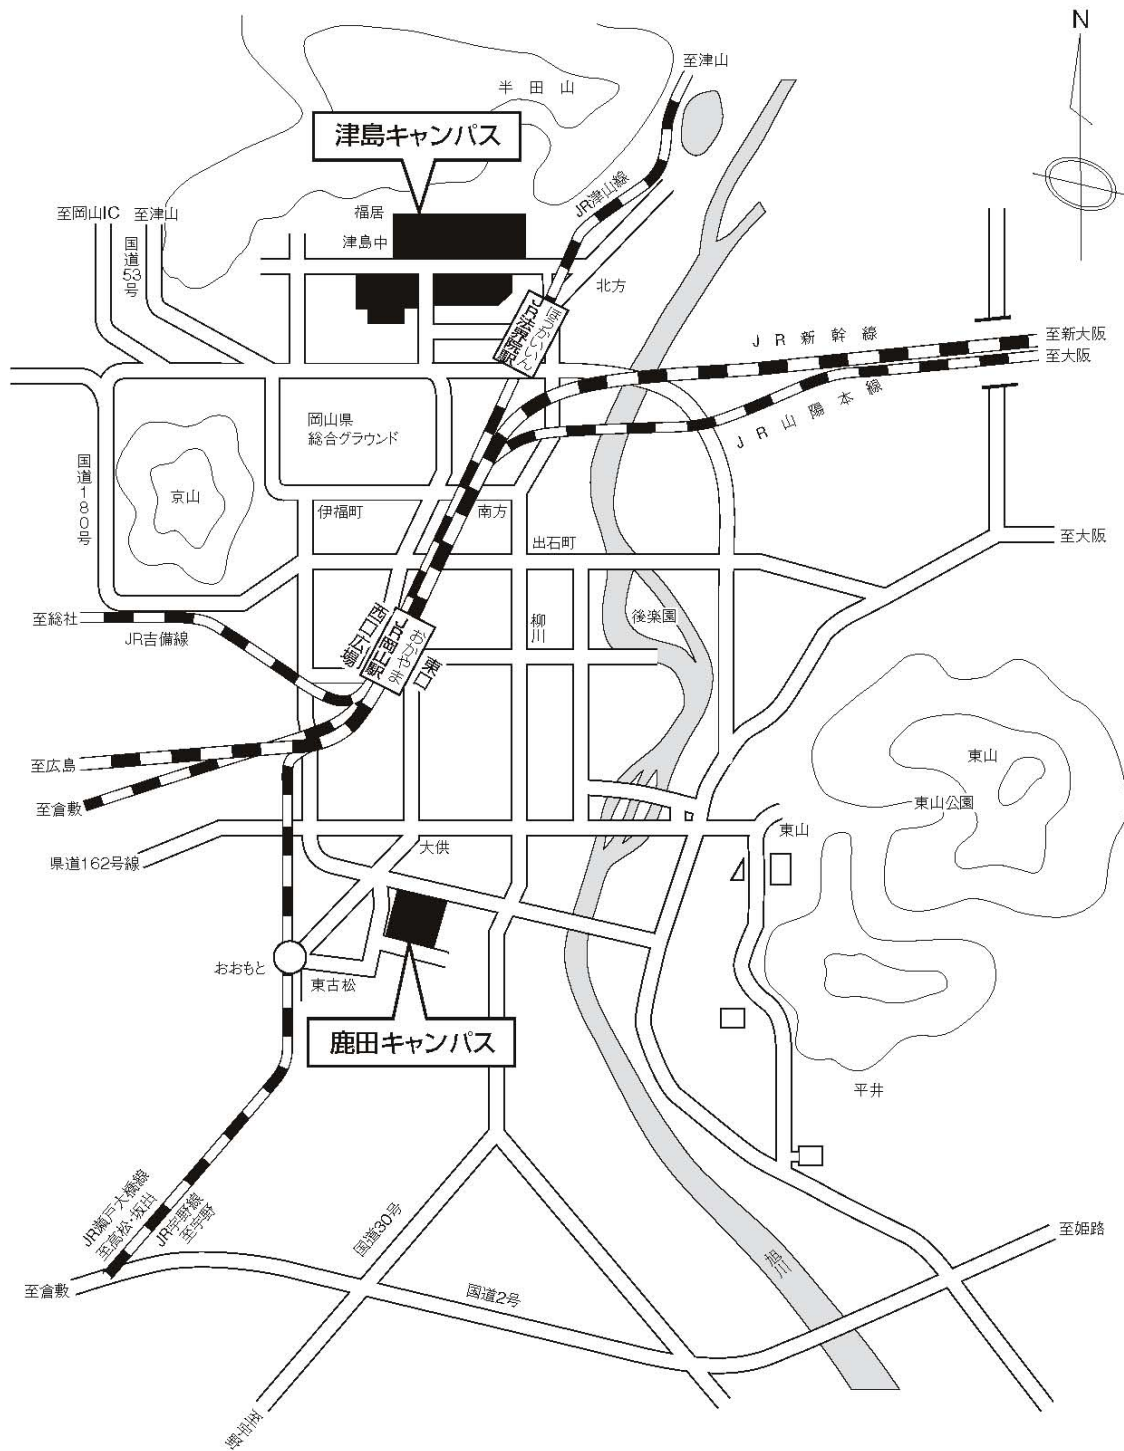 N
至津山
半田山
津島キャンパス
JR津山線
至岡山IC
至津山
福居
津島中
国道53号
北方
ほうかいいん
JR法界院駅
JR新幹線
至新大阪
至大阪
JR山陽本線
岡山県
総合グラウンド
国道180号
京山
伊福町
南方
出石町
至大阪
至総社
JR吉備線
西口広場
おかやま
JR岡山駅
東口
柳川
後楽園
至広島
至倉敷
東山
東山公園
東山
県道162号線
大供
おおもと
東古松
鹿田キャンパス
平井
JR瀬戸大橋線
至高松・坂出
JR宇野線
至宇野
国道30号
旭川
至姫路
至倉敷
国道2号
至宇野